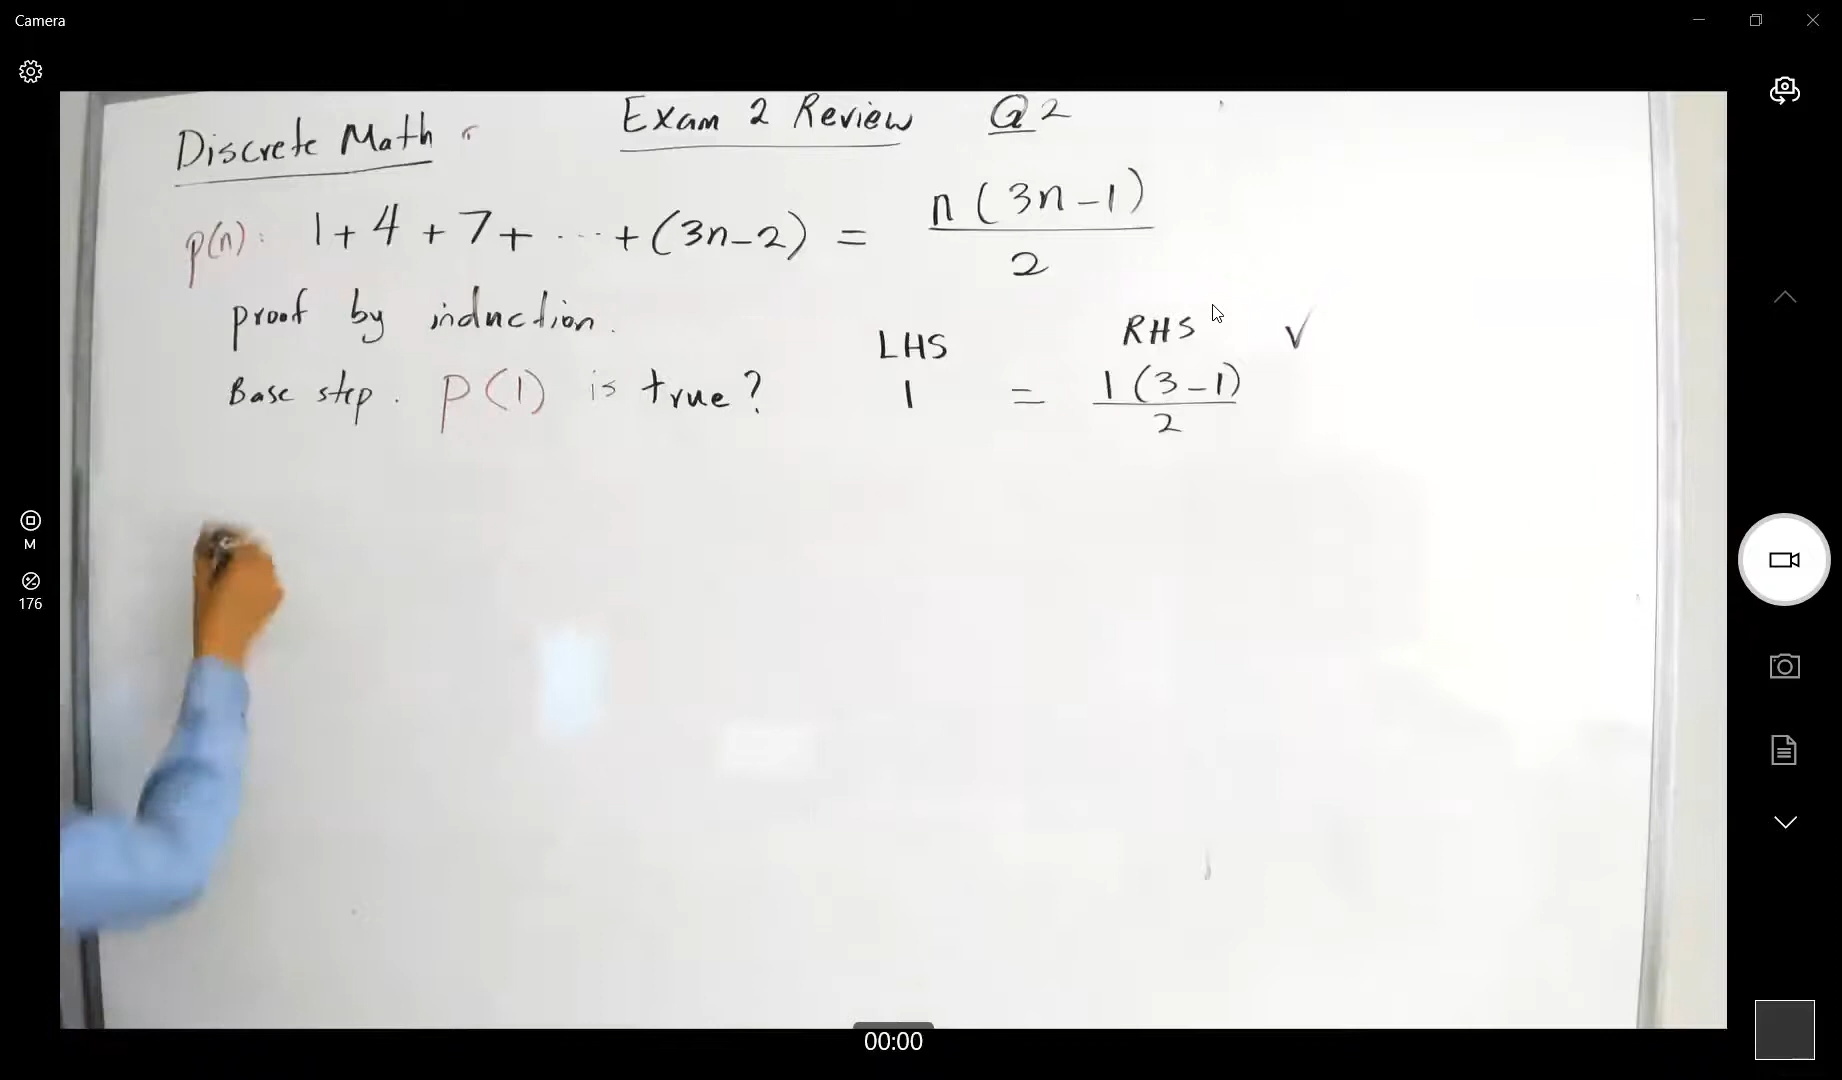 Camera
Discrete Math
Exam 2 Review Q2
p(n): 1 + 4 + 7 + ... + (3n-2) = n(3n-1)/2
proof by induction.
LHS RHS ✓
Base step. P(1) is true? 1 = 1(3-1)/2
M
176
00:00